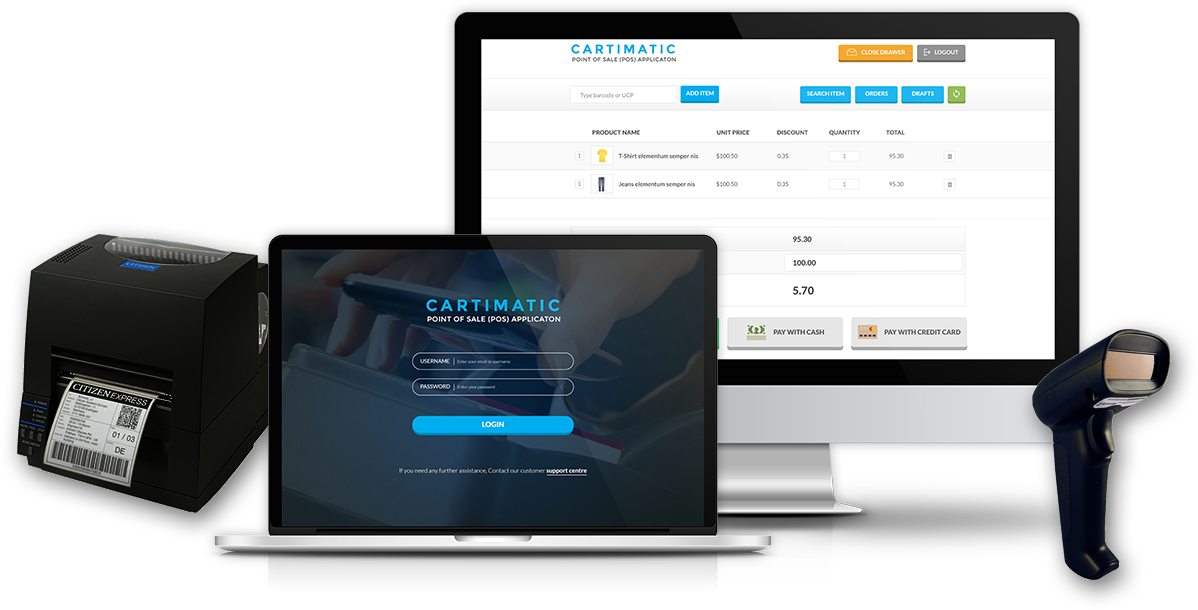 CARTIMATIC
POINT OF SALE (POS) APPLICATON
CLOSE DRAWER
LOGOUT
Type barcode or UCP
ADD ITEM
SEARCH ITEM
ORDERS
DRAFTS
PRODUCT NAME UNIT PRICE DISCOUNT QUANTITY TOTAL
1 T-Shirt elementum semper nis $100.50 0.35 1 95.30
1 Jeans elementum semper nis $100.50 0.35 1 95.30
95.30
100.00
5.70
PAY WITH CASH
PAY WITH CREDIT CARD
CARTIMATIC
POINT OF SALE (POS) APPLICATON
USERNAME Enter your email or username
PASSWORD Enter your password
LOGIN
If you need any further assistance, Contact our customer support centre
CITIZEN
CITIZEN EXPRESS
01 / 03
DE